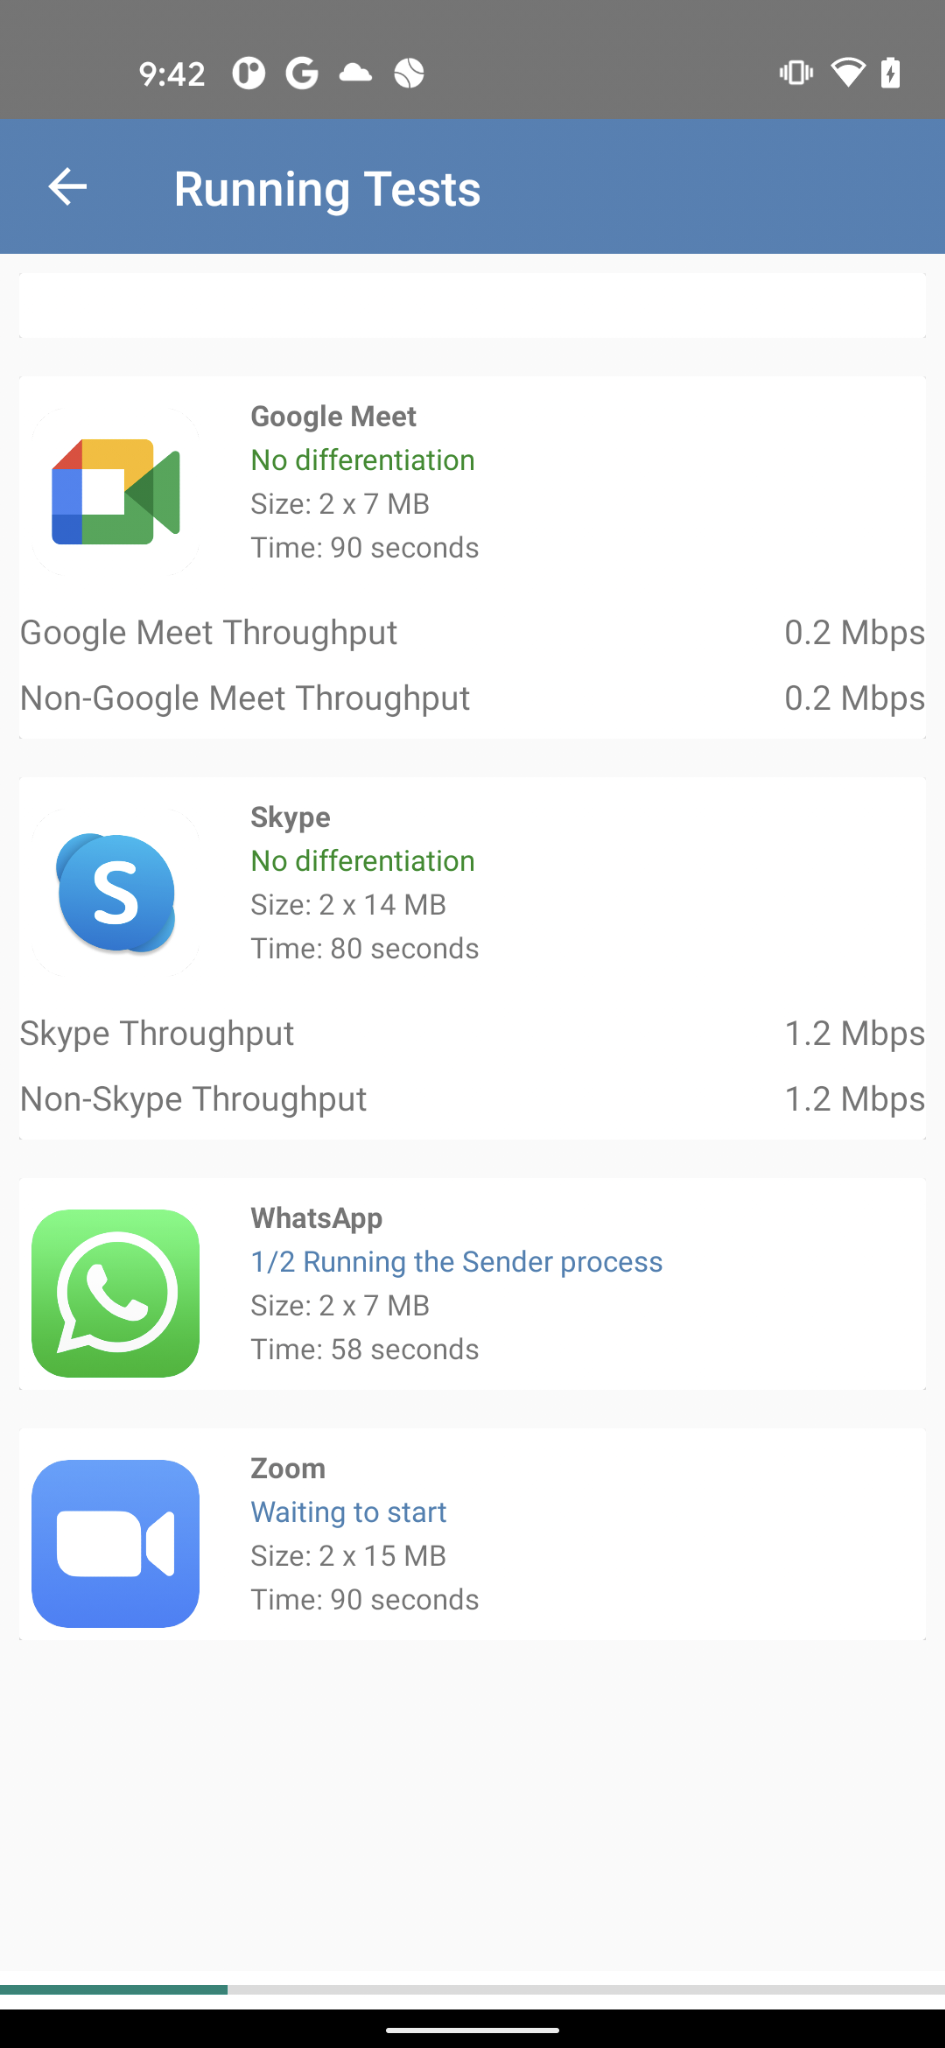 9:42
Running Tests
Google Meet
No differentiation
Size: 2 x 7 MB
Time: 90 seconds
Google Meet Throughput 0.2 Mbps
Non-Google Meet Throughput 0.2 Mbps
Skype
No differentiation
Size: 2 x 14 MB
Time: 80 seconds
Skype Throughput 1.2 Mbps
Non-Skype Throughput 1.2 Mbps
WhatsApp
1/2 Running the Sender process
Size: 2 x 7 MB
Time: 58 seconds
Zoom
Waiting to start
Size: 2 x 15 MB
Time: 90 seconds